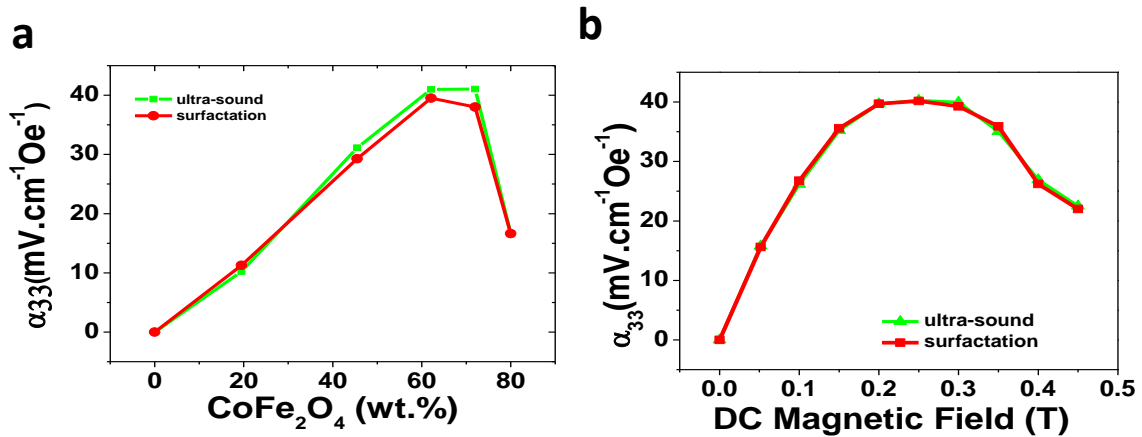 a
α33(mV.cm-1Oe-1)
40
30
20
10
0
ultra-sound
surfactation
0 20 40 60 80
CoFe2O4 (wt.%)
b
α33(mV.cm-1Oe-1)
40
30
20
10
0
ultra-sound
surfactation
0.0 0.1 0.2 0.3 0.4 0.5
DC Magnetic Field (T)